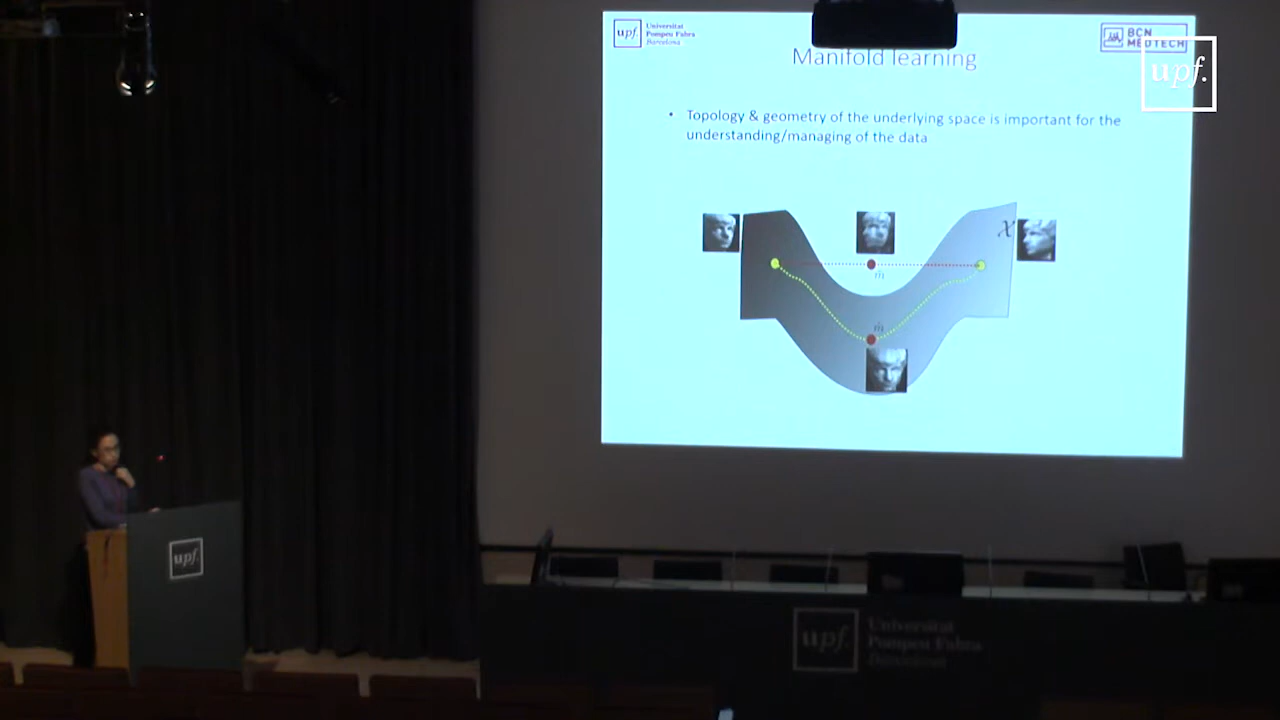 upf.
Universitat
Pompeu Fabra
Barcelona
BCN
MEDTECH
upf.
Manifold learning
• Topology & geometry of the underlying space is important for the
understanding/managing of the data
X
m̂
upf.
upf.
Universitat
Pompeu Fabra
Barcelona